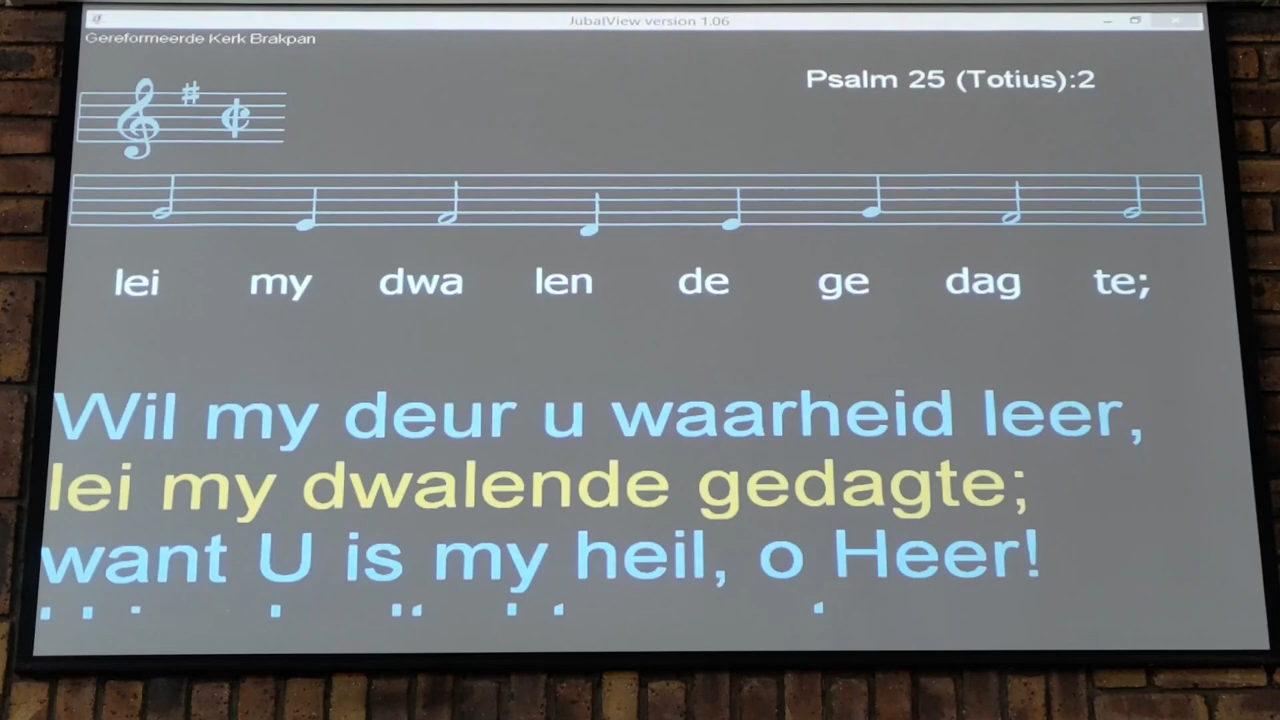 JubalView version 1.06
Gereformeerde Kerk Brakpan
Psalm 25 (Totius):2
lei my dwa len de ge dag te;
Wil my deur u waarheid leer,
lei my dwalende gedagte;
want U is my heil, o Heer!